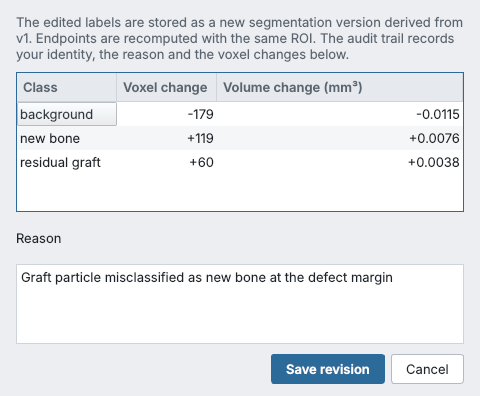 The edited labels are stored as a new segmentation version derived from
v1. Endpoints are recomputed with the same ROI. The audit trail records
your identity, the reason and the voxel changes below.
Class Voxel change Volume change (mm³)
background -179 -0.0115
new bone +119 +0.0076
residual graft +60 +0.0038
Reason
Graft particle misclassified as new bone at the defect margin
Save revision Cancel